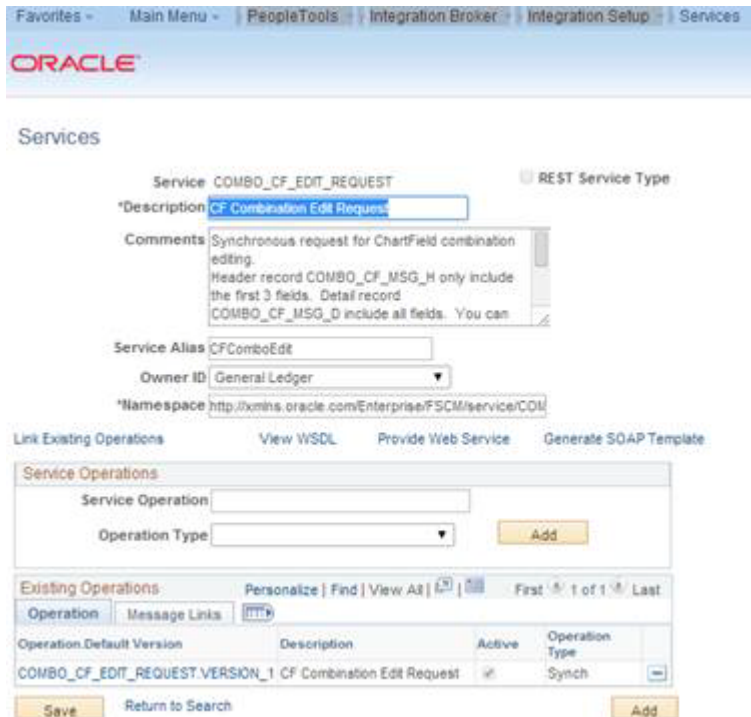 Favorites Main Menu PeopleTools Integration Broker Integration Setup Services
ORACLE
Services
Service COMBO_CF_EDIT_REQUEST REST Service Type
*Description CF Combination Edit Request
Comments Synchronous request for ChartField combination
editing.
Header record COMBO_CF_MSG_H only include
the first 3 fields. Detail record
COMBO_CF_MSG_D include all fields. You can
Service Alias CFComboEdit
Owner ID General Ledger
*Namespace http://xmlns.oracle.com/Enterprise/FSCM/service/COM
Link Existing Operations View WSDL Provide Web Service Generate SOAP Template
Service Operations
Service Operation
Operation Type Add
Existing Operations Personalize | Find | View All | First 1 of 1 Last
Operation Message Links
Operation.Default Version Description Active Operation Type
COMBO_CF_EDIT_REQUEST.VERSION_1 CF Combination Edit Request Synch
Save Return to Search Add